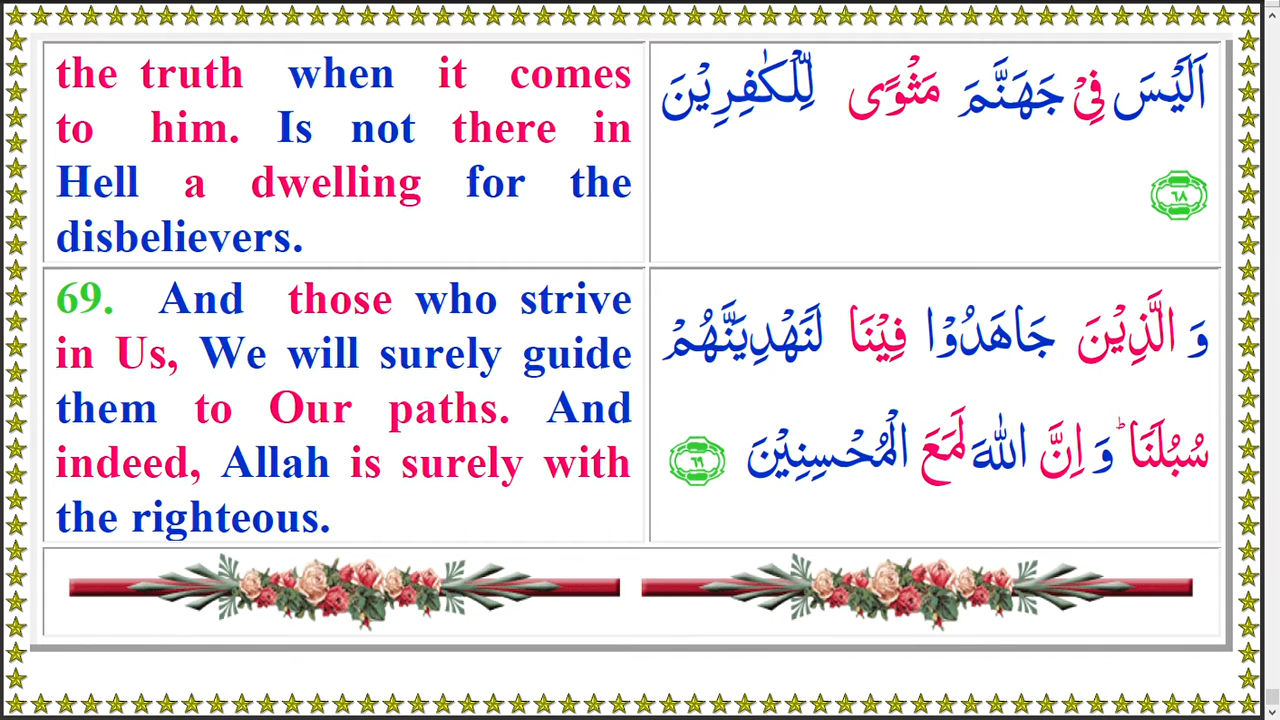 the truth when it comes
to him. Is not there in
Hell a dwelling for the
disbelievers.
اَلَيْسَ فِيْ جَهَنَّمَ مَثْوًى لِّلْكٰفِرِيْنَ
٦٨
69. And those who strive
in Us, We will surely guide
them to Our paths. And
indeed, Allah is surely with
the righteous.
وَ الَّذِيْنَ جَاهَدُوْا فِيْنَا لَنَهْدِيَنَّهُمْ
سُبُلَنَا ؕ وَ اِنَّ اللّٰهَ لَمَعَ الْمُحْسِنِيْنَ ٦٩